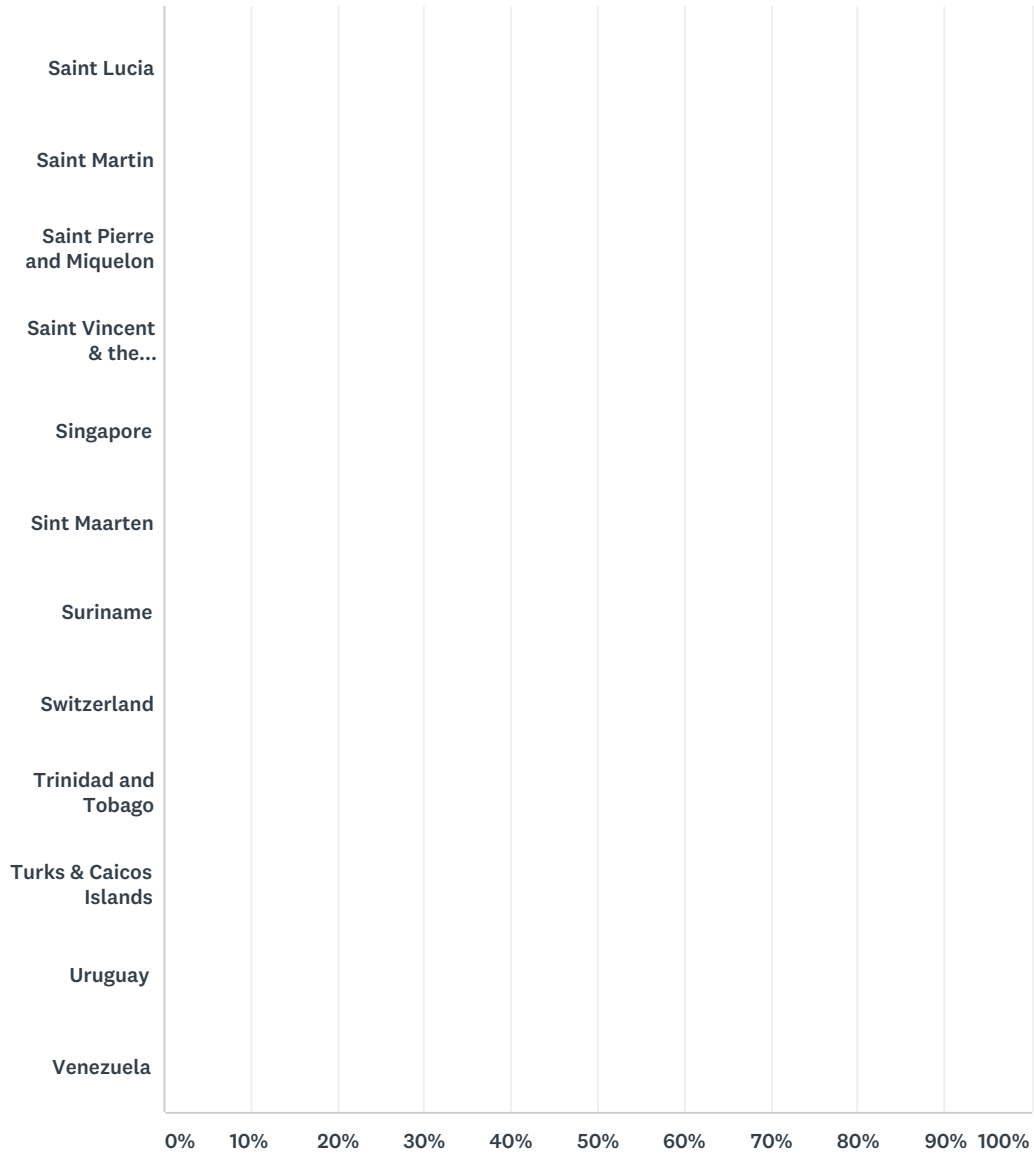 Saint Lucia
Saint Martin
Saint Pierre
and Miquelon
Saint Vincent
& the...
Singapore
Sint Maarten
Suriname
Switzerland
Trinidad and
Tobago
Turks & Caicos
Islands
Uruguay
Venezuela
0% 10% 20% 30% 40% 50% 60% 70% 80% 90% 100%